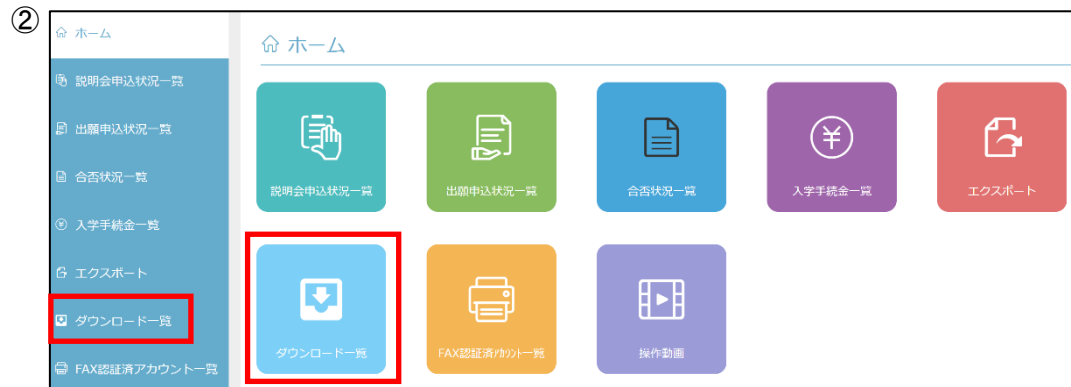 ②
ホーム
説明会申込状況一覧
出願申込状況一覧
合否状況一覧
入学手続金一覧
エクスポート
ダウンロード一覧
FAX認証済アカウント一覧
ホーム
説明会申込状況一覧
出願申込状況一覧
合否状況一覧
入学手続金一覧
エクスポート
ダウンロード一覧
FAX認証済ｱｶｳﾝﾄ一覧
操作動画